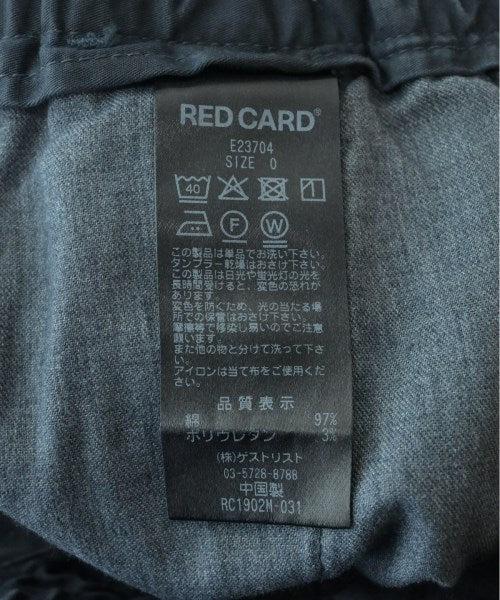 RED CARD®
E23704
SIZE 0
40
F W
この製品は単品でお洗い下さい。
タンブラー乾燥はおさけ下さい。
この製品は日光や蛍光灯の光を
長時間受けると、変色の恐れが
あります。
変色を防ぐため、光の当たる場
所での保管はおさけ下さい。
摩擦等で移染し易いのでご注意
願います。
また他の物と分けて洗って下さ
い。
アイロンは当て布をご使用くだ
さい。
品質表示
綿 97%
ポリウレタン 3%
(株)ゲストリスト
03-5728-8788
中国製
RC1902M-031